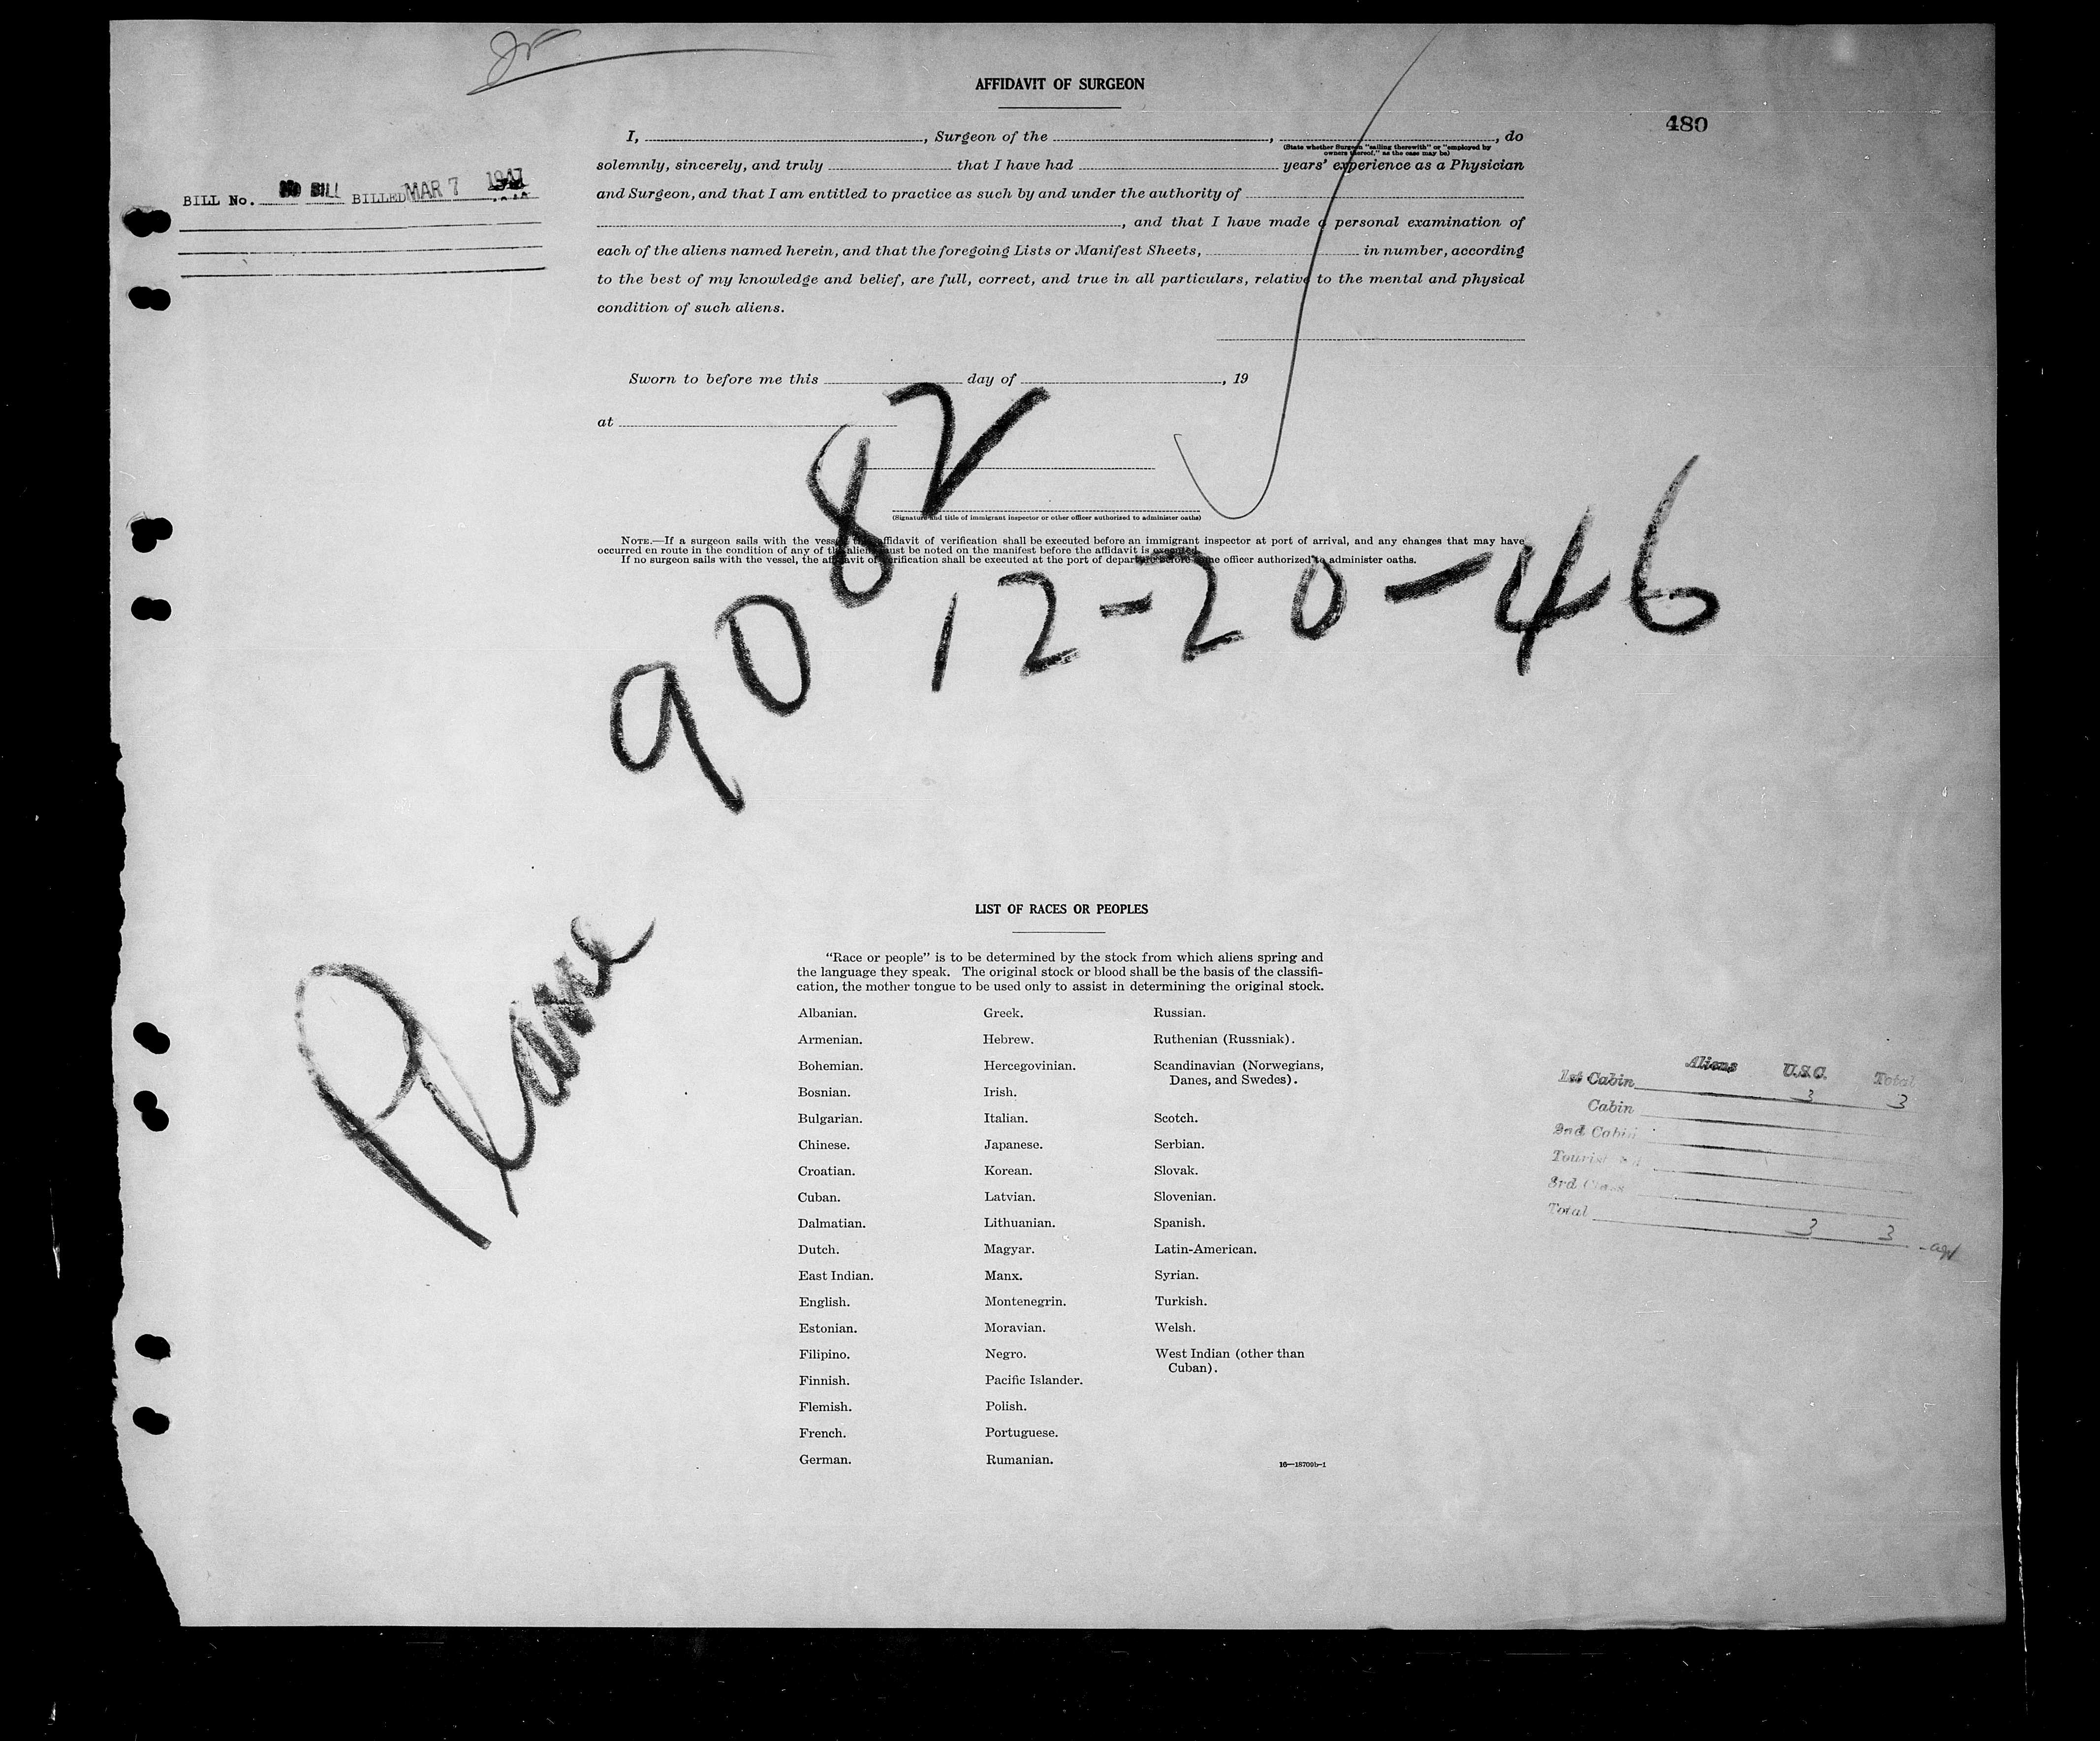 Jr
AFFIDAVIT OF SURGEON
480
I, , Surgeon of the , , do
(State whether Surgeon "sailing therewith" or "employed by
owners thereof," as the case may be)
solemnly, sincerely, and truly that I have had years' experience as a Physician
and Surgeon, and that I am entitled to practice as such by and under the authority of
, and that I have made a personal examination of
each of the aliens named herein, and that the foregoing Lists or Manifest Sheets, in number, according
to the best of my knowledge and belief, are full, correct, and true in all particulars, relative to the mental and physical
condition of such aliens.
BILL No. NO BILL BILLED MAR 7 1947
Sworn to before me this day of , 19
at
(Signature and title of immigrant inspector or other officer authorized to administer oaths)
NOTE.—If a surgeon sails with the vessel, the affidavit of verification shall be executed before an immigrant inspector at port of arrival, and any changes that may have
occurred en route in the condition of any of the aliens must be noted on the manifest before the affidavit is executed.
If no surgeon sails with the vessel, the affidavit of verification shall be executed at the port of departure before some officer authorized to administer oaths.
9082
12-20-46
Plane
LIST OF RACES OR PEOPLES
"Race or people" is to be determined by the stock from which aliens spring and
the language they speak. The original stock or blood shall be the basis of the classifi-
cation, the mother tongue to be used only to assist in determining the original stock.
Albanian. Greek. Russian.
Armenian. Hebrew. Ruthenian (Russniak).
Bohemian. Hercegovinian. Scandinavian (Norwegians,
Danes, and Swedes).
Bosnian. Irish.
Bulgarian. Italian. Scotch.
Chinese. Japanese. Serbian.
Croatian. Korean. Slovak.
Cuban. Latvian. Slovenian.
Dalmatian. Lithuanian. Spanish.
Dutch. Magyar. Latin-American.
East Indian. Manx. Syrian.
English. Montenegrin. Turkish.
Estonian. Moravian. Welsh.
Filipino. Negro. West Indian (other than
Cuban).
Finnish. Pacific Islander.
Flemish. Polish.
French. Portuguese.
German. Rumanian.
16—18709b-1
Aliens U.S.C. Total
1st Cabin 3 3
Cabin
2nd Cabin
Tourist
3rd Class
Total 3 3